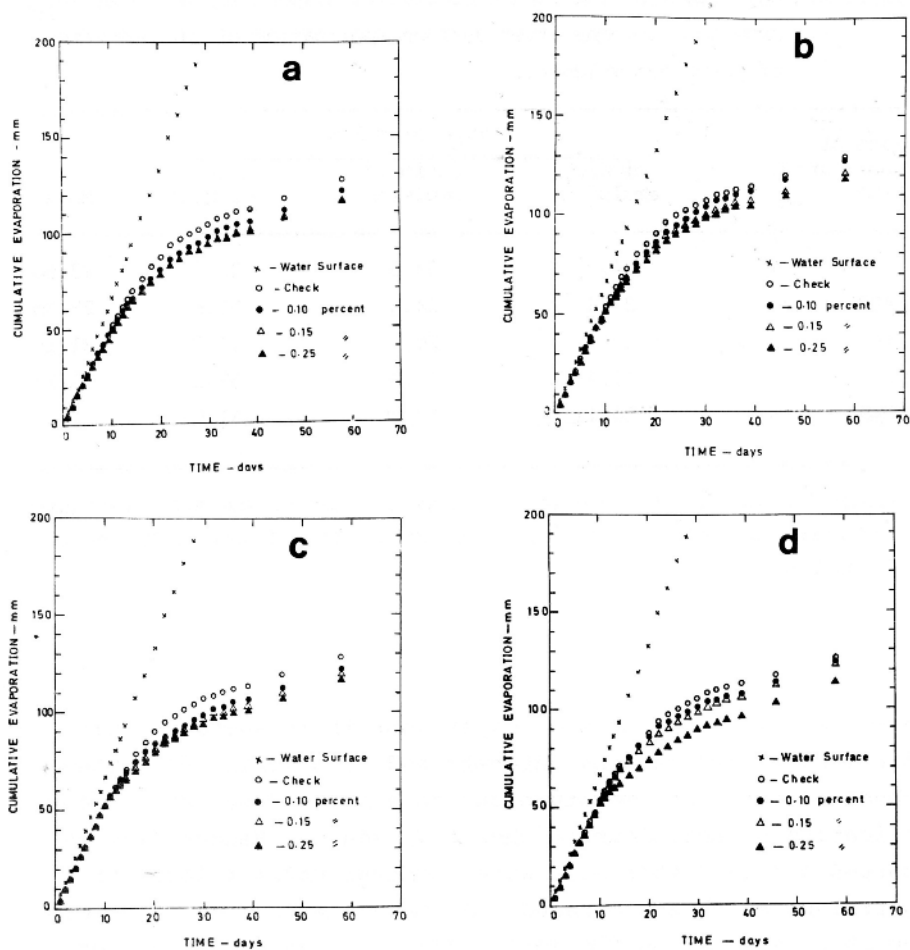 a
200
150
100
50
0
CUMULATIVE EVAPORATION - mm
x - Water Surface
o - Check
● - 0.10 percent
△ - 0.15 〃
▲ - 0.25 〃
0 10 20 30 40 50 60 70
TIME - days
b
200
150
100
50
0
CUMULATIVE EVAPORATION - mm
x - Water Surface
o - Check
● - 0.10 percent
△ - 0.15 〃
▲ - 0.25 〃
0 10 20 30 40 50 60 70
TIME - days
c
200
150
100
50
0
CUMULATIVE EVAPORATION - mm
x - Water Surface
o - Check
● - 0.10 percent
△ - 0.15 〃
▲ - 0.25 〃
0 10 20 30 40 50 60 70
TIME - days
d
200
150
100
50
0
CUMULATIVE EVAPORATION - mm
x - Water Surface
o - Check
● - 0.10 percent
△ - 0.15 〃
▲ - 0.25 〃
0 10 20 30 40 50 60 70
TIME - days